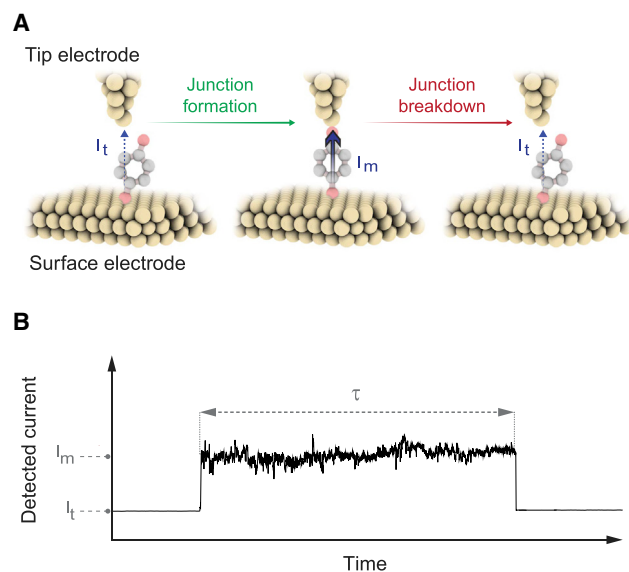 A
Tip electrode
Junction
formation
Junction
breakdown
It
Im
It
Surface electrode
B
Detected current
τ
Im
It
Time